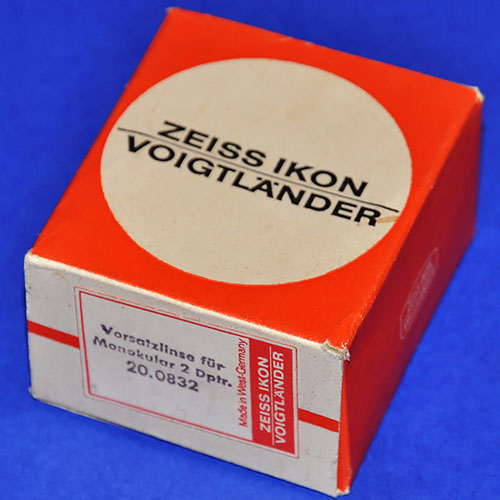 ZEISS IKON
VOIGTLÄNDER
Vorsatzlinse für
Monokular 2 Dptr.
20.0832
Made in West-Germany
ZEISS IKON
VOIGTLÄNDER